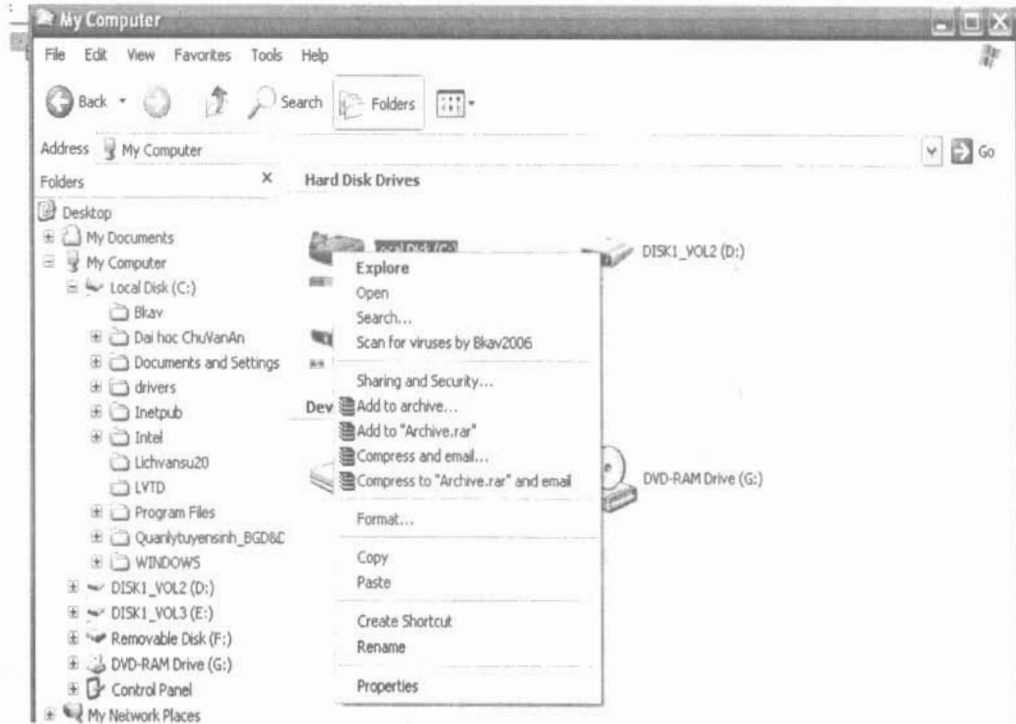 My Computer
File Edit View Favorites Tools Help
Back Search Folders
Address My Computer Go
Folders X
Desktop
My Documents
My Computer
Local Disk (C:)
Bkav
Dai hoc ChuVanAn
Documents and Settings
drivers
Inetpub
Intel
Lichvansu20
LVTD
Program Files
Quanlytuyensinh_BGD&D
WINDOWS
DISK1_VOL2 (D:)
DISK1_VOL3 (E:)
Removable Disk (F:)
DVD-RAM Drive (G:)
Control Panel
My Network Places
Hard Disk Drives
Local Disk (C:)
DISK1_VOL2 (D:)
Dev
DVD-RAM Drive (G:)
Explore
Open
Search...
Scan for viruses by Bkav2006
Sharing and Security...
Add to archive...
Add to "Archive.rar"
Compress and email...
Compress to "Archive.rar" and email
Format...
Copy
Paste
Create Shortcut
Rename
Properties